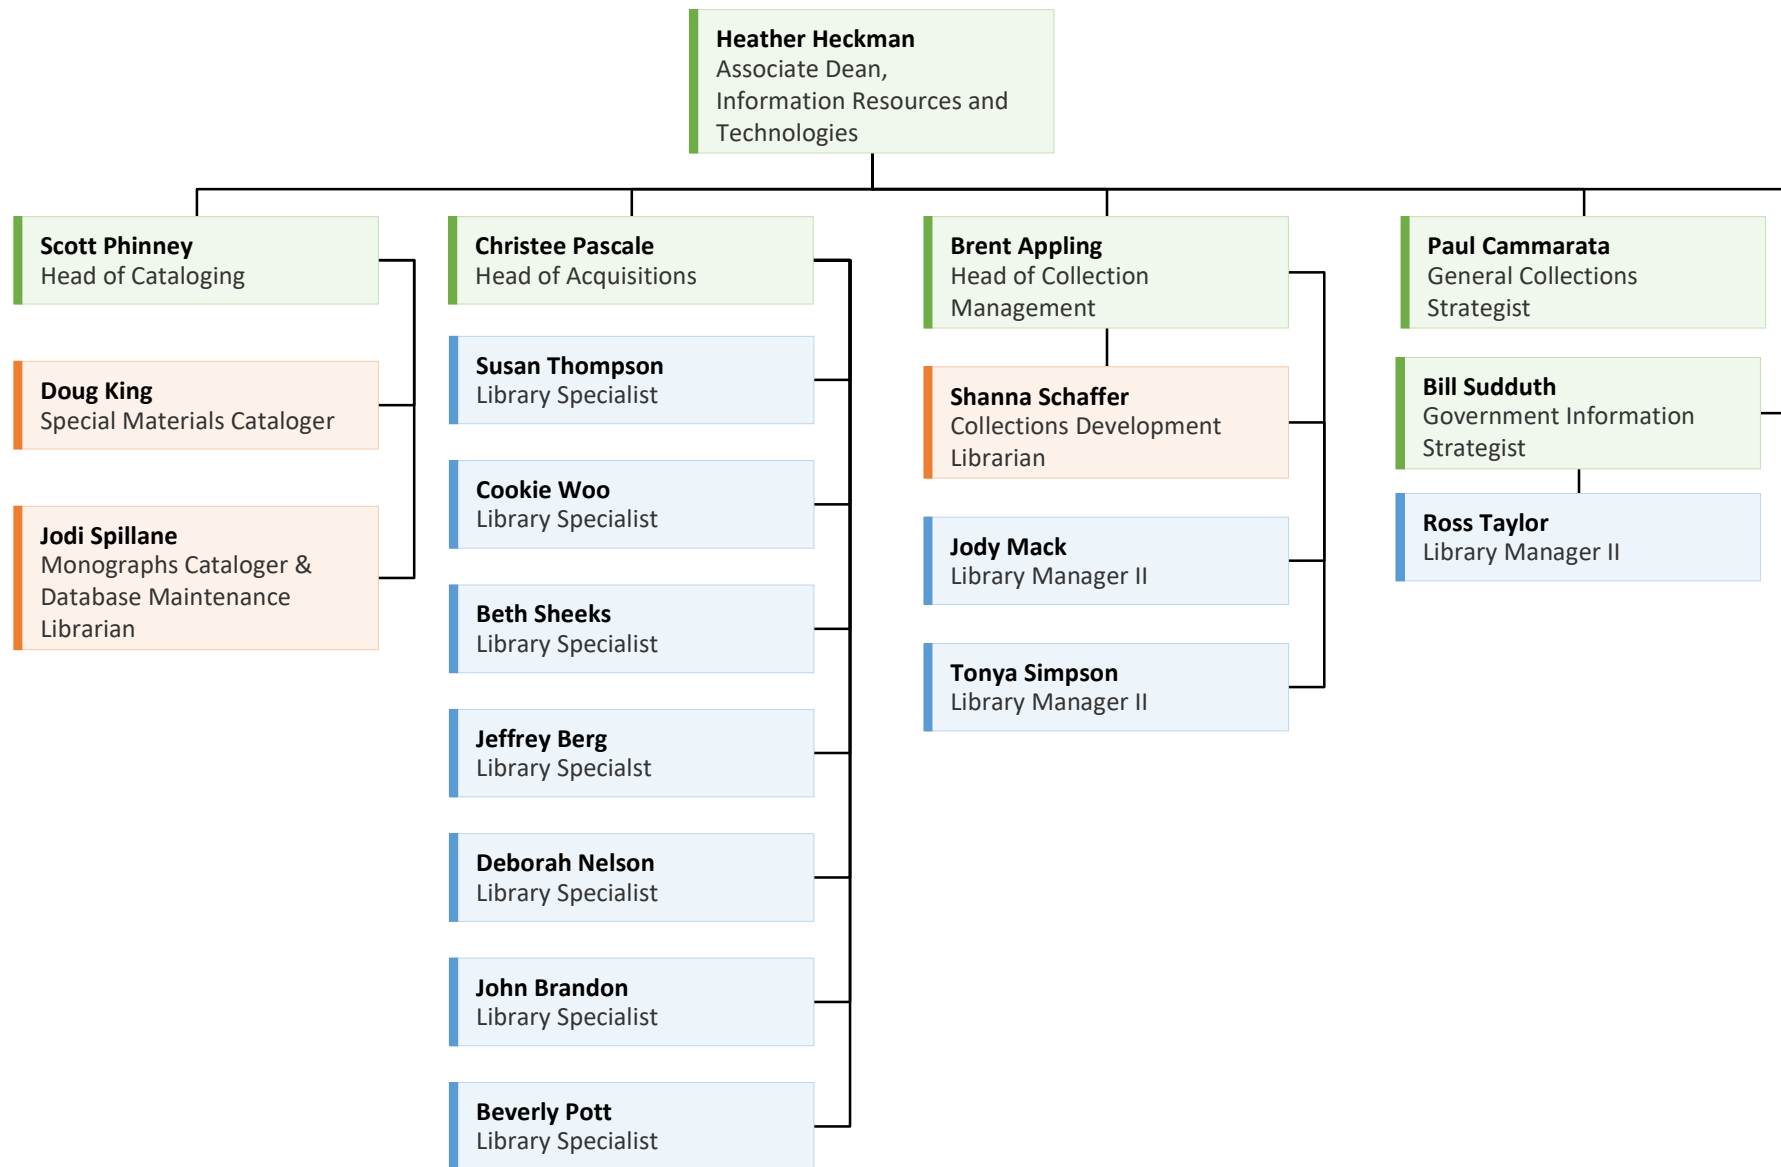 Heather Heckman
Associate Dean,
Information Resources and
Technologies
Scott Phinney
Head of Cataloging
Doug King
Special Materials Cataloger
Jodi Spillane
Monographs Cataloger &
Database Maintenance
Librarian
Christee Pascale
Head of Acquisitions
Susan Thompson
Library Specialist
Cookie Woo
Library Specialist
Beth Sheeks
Library Specialist
Jeffrey Berg
Library Specialst
Deborah Nelson
Library Specialist
John Brandon
Library Specialist
Beverly Pott
Library Specialist
Brent Appling
Head of Collection
Management
Shanna Schaffer
Collections Development
Librarian
Jody Mack
Library Manager II
Tonya Simpson
Library Manager II
Paul Cammarata
General Collections
Strategist
Bill Sudduth
Government Information
Strategist
Ross Taylor
Library Manager II